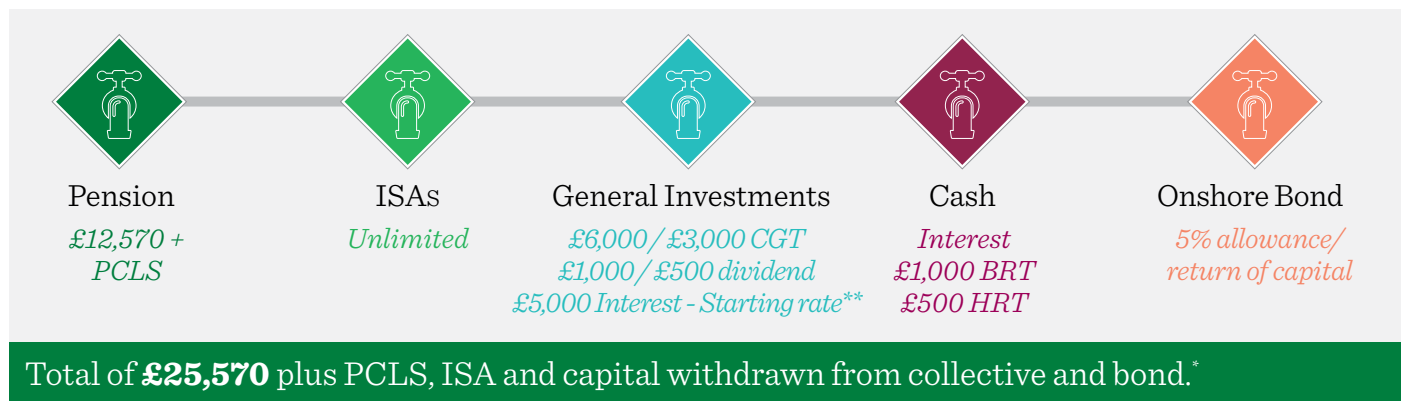 Pension
£12,570 +
PCLS
ISAs
Unlimited
General Investments
£6,000/£3,000 CGT
£1,000/£500 dividend
£5,000 Interest - Starting rate**
Cash
Interest
£1,000 BRT
£500 HRT
Onshore Bond
5% allowance/
return of capital
Total of £25,570 plus PCLS, ISA and capital withdrawn from collective and bond.*